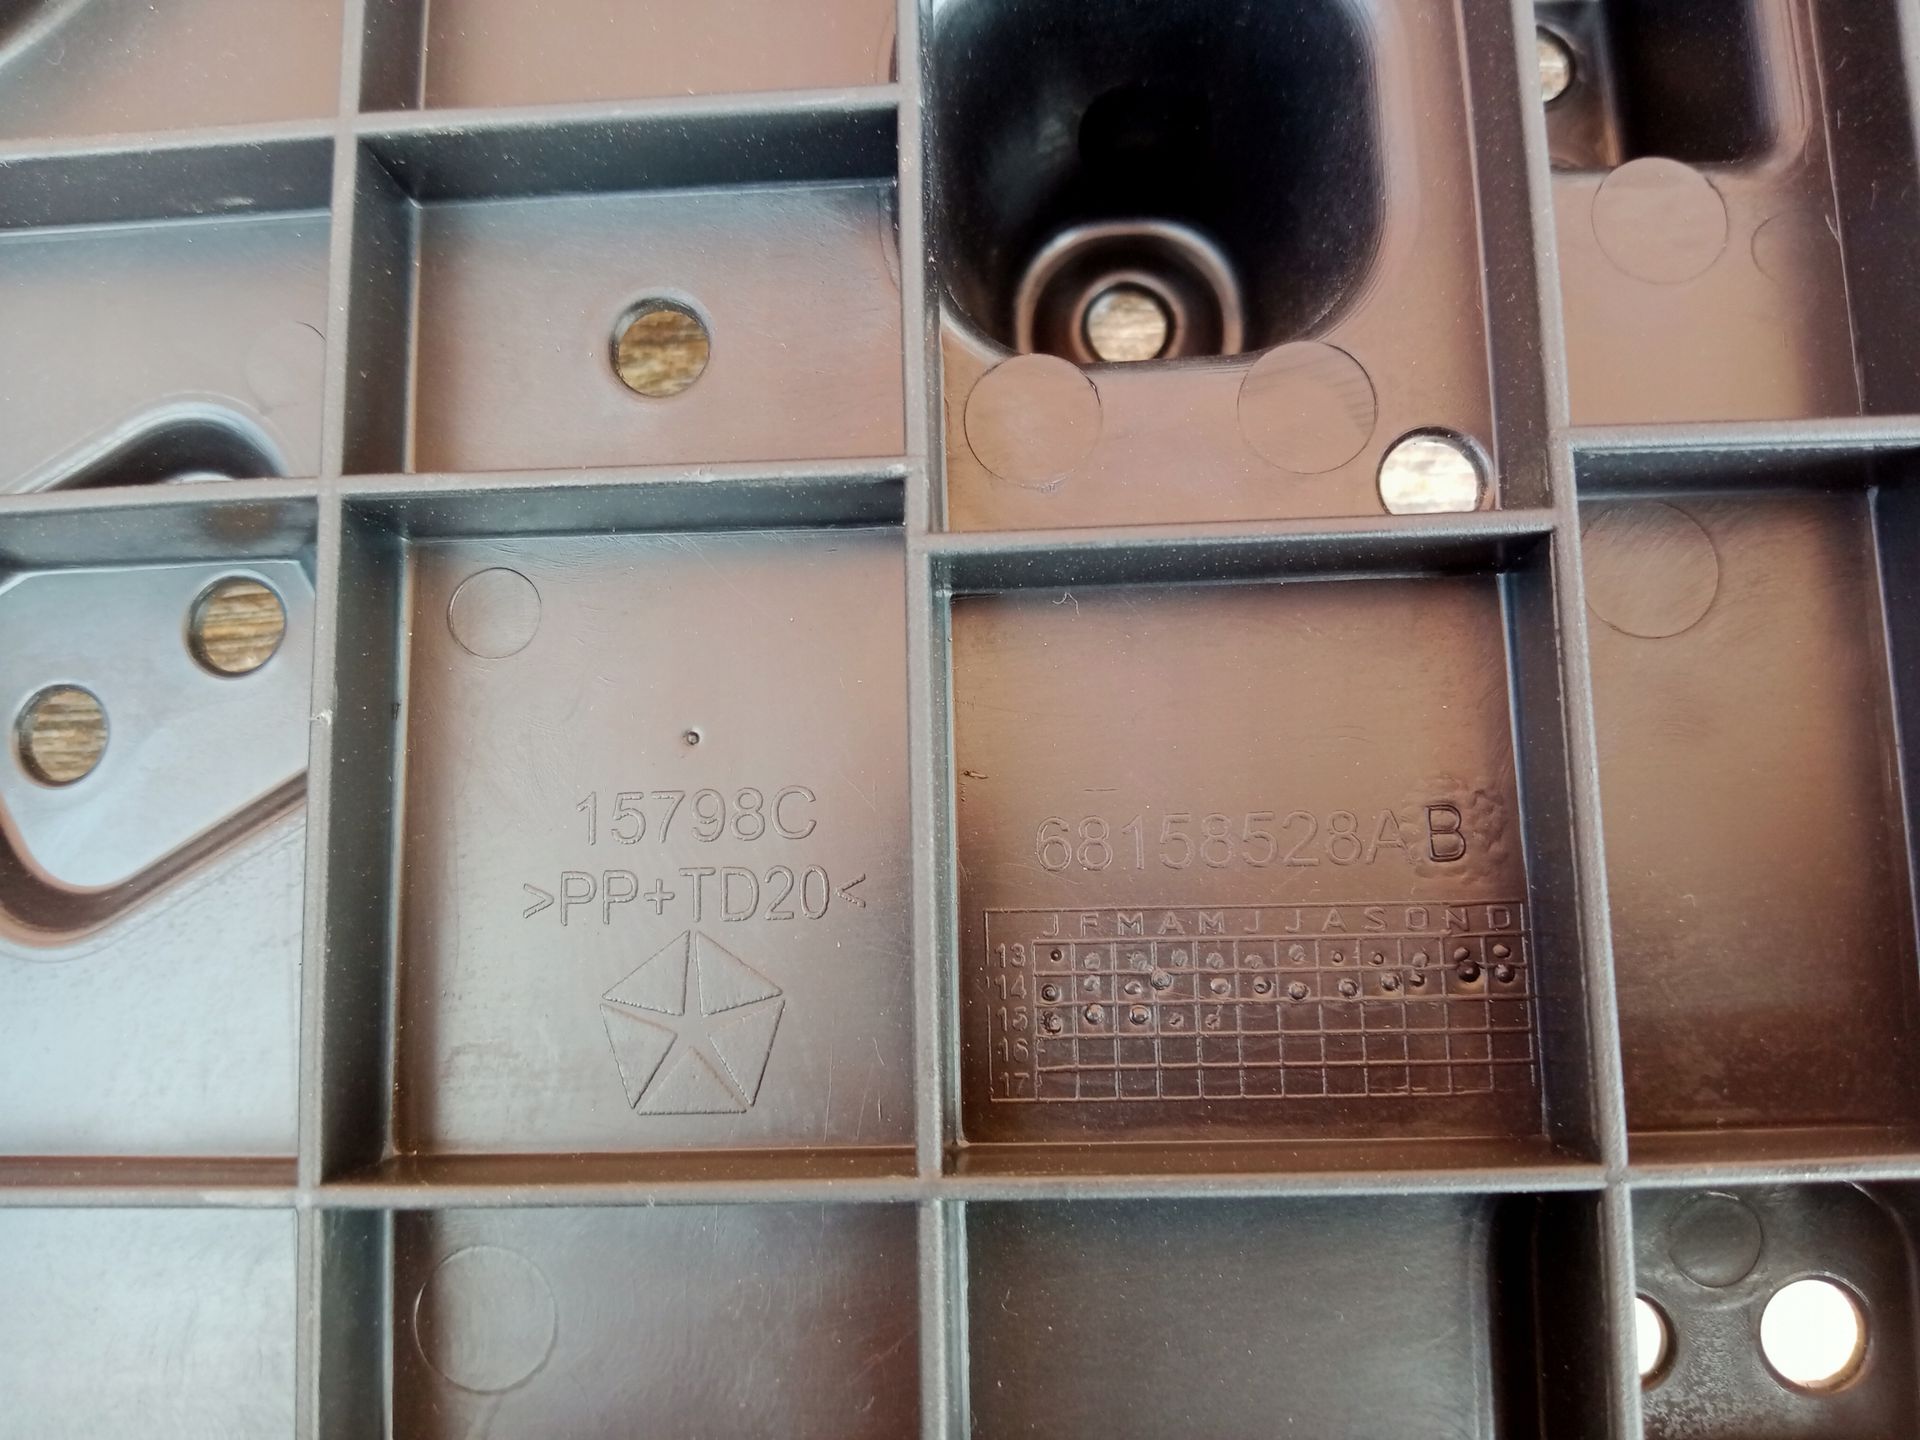 15798C
>PP+TD20<
68158528AB
J F M A M J J A S O N D
13
14
15
16
17